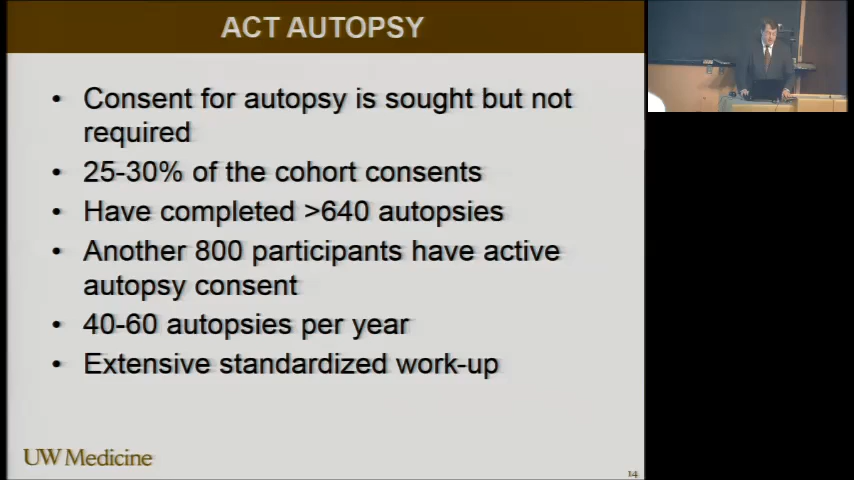 ACT AUTOPSY
• Consent for autopsy is sought but not
required
• 25-30% of the cohort consents
• Have completed >640 autopsies
• Another 800 participants have active
autopsy consent
• 40-60 autopsies per year
• Extensive standardized work-up
UW Medicine
14